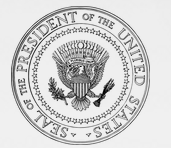 SEAL OF THE PRESIDENT OF THE UNITED STATES